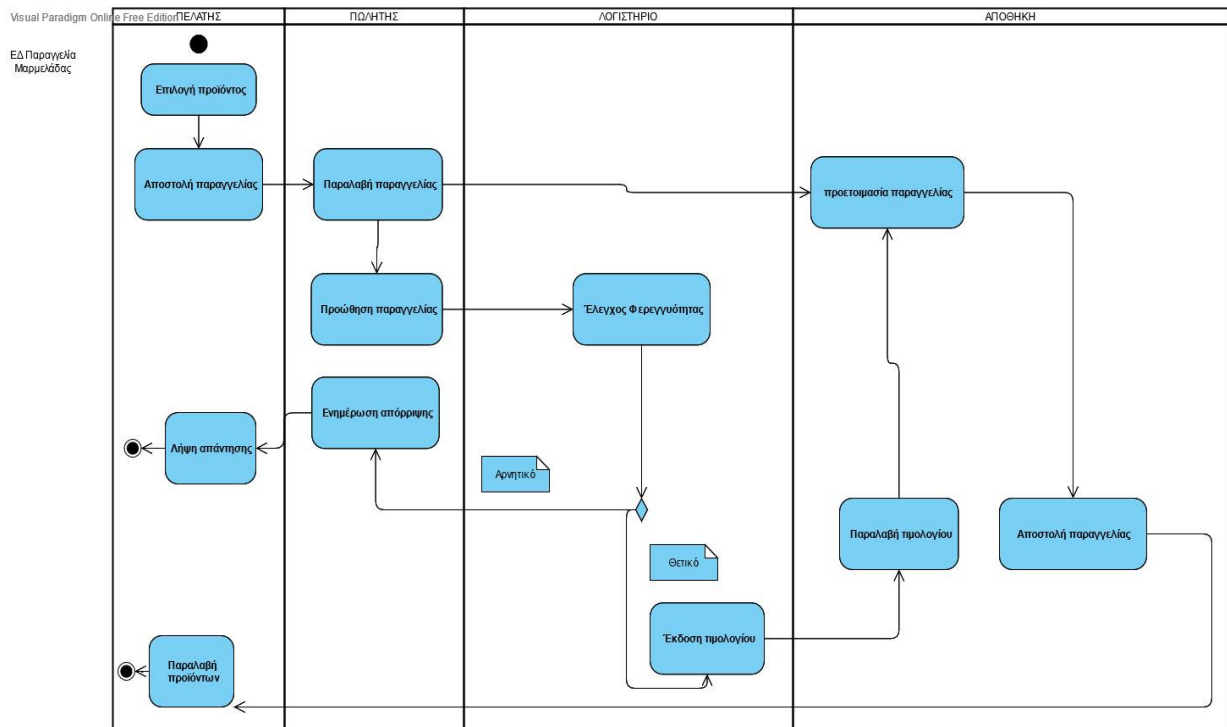 Visual Paradigm Online Free Edition
ΠΕΛΑΤΗΣ
ΠΩΛΗΤΗΣ
ΛΟΓΙΣΤΗΡΙΟ
ΑΠΟΘΗΚΗ
ΕΔ Παραγγελία
Μαρμελάδας
Επιλογή προϊόντος
Αποστολή παραγγελίας
Παραλαβή παραγγελίας
προετοιμασία παραγγελίας
Προώθηση παραγγελίας
Έλεγχος Φερεγγυότητας
Ενημέρωση απόρριψης
Λήψη απάντησης
Αρνητικό
Παραλαβή τιμολογίου
Αποστολή παραγγελίας
Θετικό
Έκδοση τιμολογίου
Παραλαβή
προϊόντων